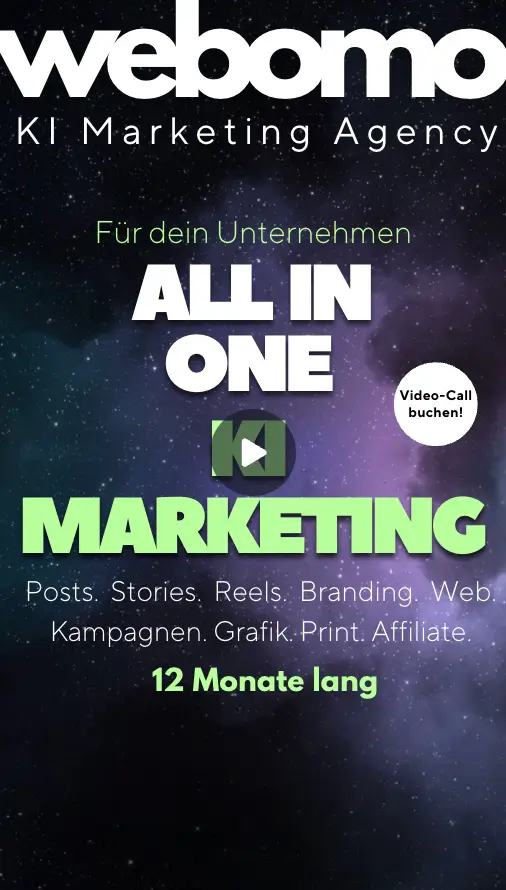 webomo
KI Marketing Agency
Für dein Unternehmen
ALL IN
ONE
Video-Call
buchen!
KI
MARKETING
Posts. Stories. Reels. Branding. Web.
Kampagnen. Grafik. Print. Affiliate.
12 Monate lang